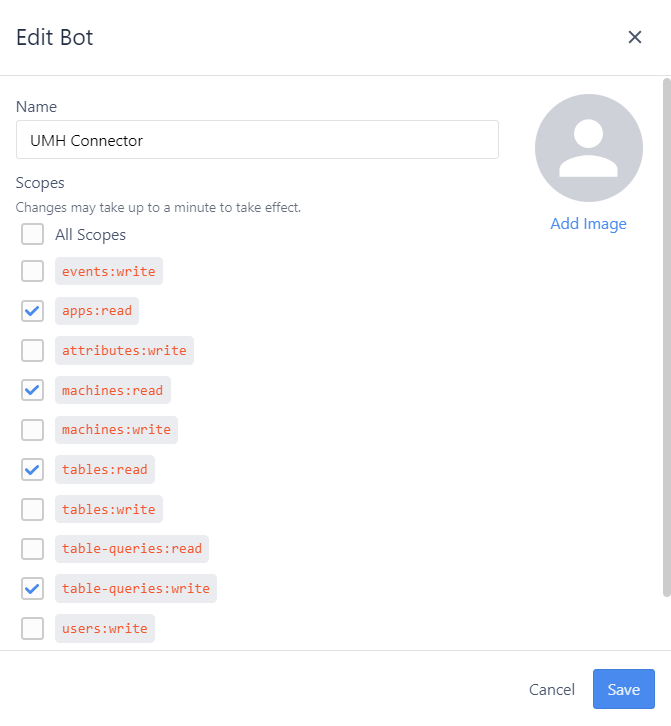 Edit Bot
Name
UMH Connector
Add Image
Scopes
Changes may take up to a minute to take effect.
All Scopes
events:write
apps:read
attributes:write
machines:read
machines:write
tables:read
tables:write
table-queries:read
table-queries:write
users:write
Cancel Save